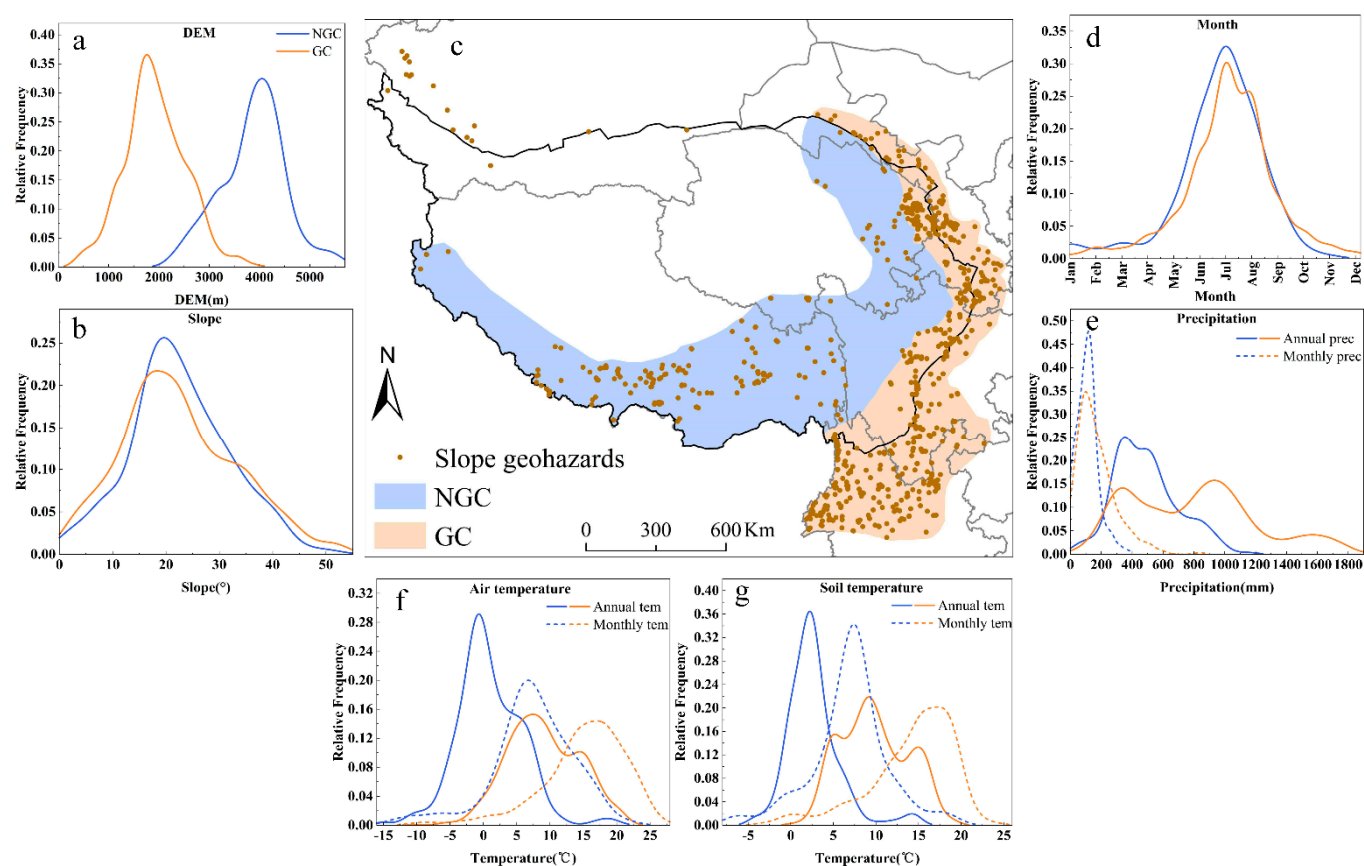 a
DEM
NGC
GC
0.40
0.35
0.30
0.25
0.20
0.15
0.10
0.05
0.00
Relative Frequency
0 1000 2000 3000 4000 5000
DEM(m)
b
Slope
0.25
0.20
0.15
0.10
0.05
0.00
Relative Frequency
0 10 20 30 40 50
Slope(°)
c
N
Slope geohazards
NGC
GC
0 300 600 Km
d
Month
0.35
0.30
0.25
0.20
0.15
0.10
0.05
0.00
Relative Frequency
Jan Feb Mar Apr May Jun Jul Aug Sep Oct Nov Dec
Month
e
Precipitation
Annual prec
Monthly prec
0.50
0.45
0.40
0.35
0.30
0.25
0.20
0.15
0.10
0.05
0.00
Relative Frequency
0 200 400 600 800 1000 1200 1400 1600 1800
Precipitation(mm)
f
Air temperature
Annual tem
Monthly tem
0.32
0.28
0.24
0.20
0.16
0.12
0.08
0.04
0.00
Relative Frequency
-15 -10 -5 0 5 10 15 20 25
Temperature(℃)
g
Soil temperature
Annual tem
Monthly tem
0.40
0.36
0.32
0.28
0.24
0.20
0.16
0.12
0.08
0.04
0.00
Relative Frequency
-5 0 5 10 15 20 25
Temperature(℃)